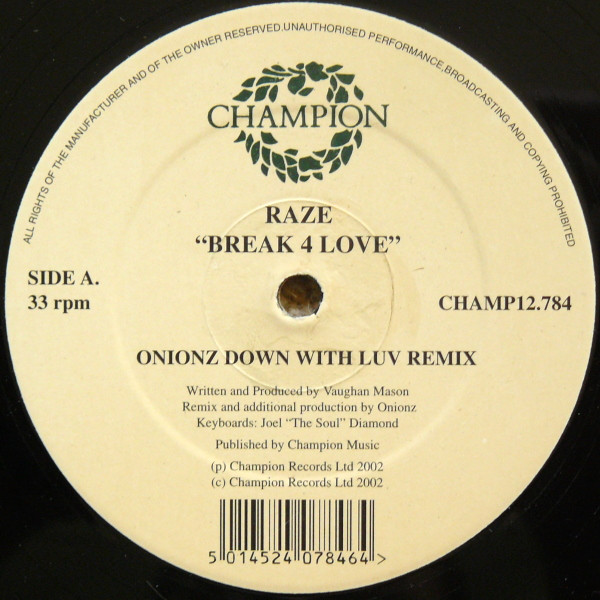 ALL RIGHTS OF THE MANUFACTURER AND OF THE OWNER RESERVED.UNAUTHORISED PERFORMANCE,BROADCASTING AND COPYING PROHIBITED
CHAMPION
RAZE
“BREAK 4 LOVE”
SIDE A.
33 rpm
CHAMP12.784
ONIONZ DOWN WITH LUV REMIX
Written and Produced by Vaughan Mason
Remix and additional production by Onionz
Keyboards: Joel “The Soul” Diamond
Published by Champion Music
(p) Champion Records Ltd 2002
(c) Champion Records Ltd 2002
5 014524 078464 >